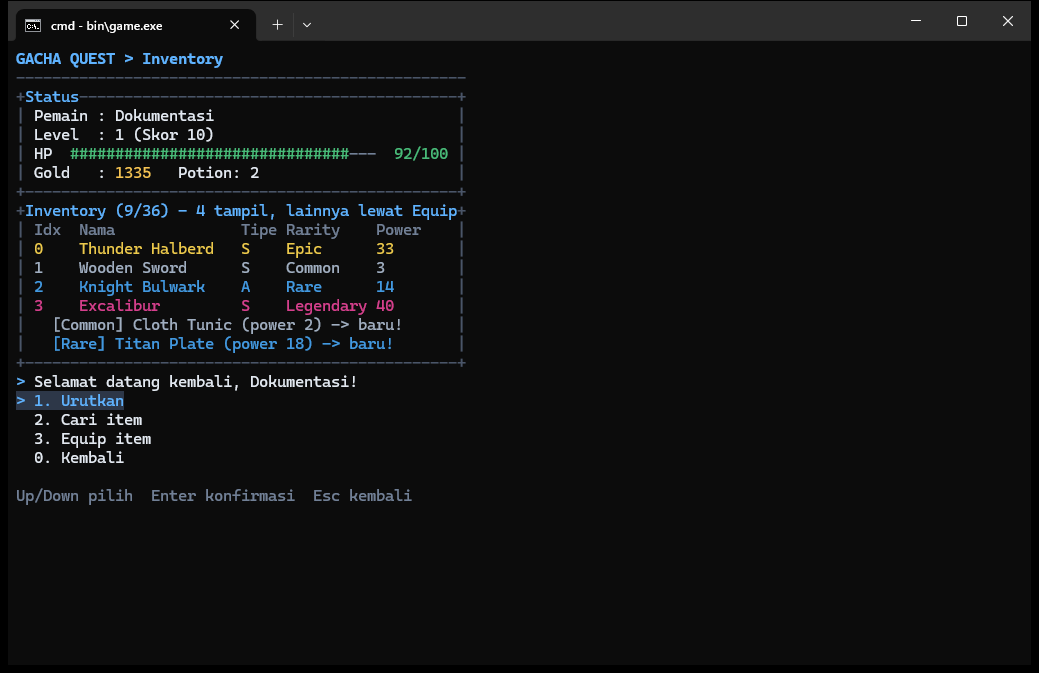 cmd - bin\game.exe
GACHA QUEST > Inventory
--------------------------------------------------
+Status------------------------------------------+
| Pemain : Dokumentasi |
| Level : 1 (Skor 10) |
| HP ###############################--- 92/100 |
| Gold : 1335 Potion: 2 |
+------------------------------------------------+
+Inventory (9/36) - 4 tampil, lainnya lewat Equip+
| Idx Nama Tipe Rarity Power |
| 0 Thunder Halberd S Epic 33 |
| 1 Wooden Sword S Common 3 |
| 2 Knight Bulwark A Rare 14 |
| 3 Excalibur S Legendary 40 |
| [Common] Cloth Tunic (power 2) -> baru! |
| [Rare] Titan Plate (power 18) -> baru! |
+------------------------------------------------+
> Selamat datang kembali, Dokumentasi!
> 1. Urutkan
2. Cari item
3. Equip item
0. Kembali
Up/Down pilih Enter konfirmasi Esc kembali